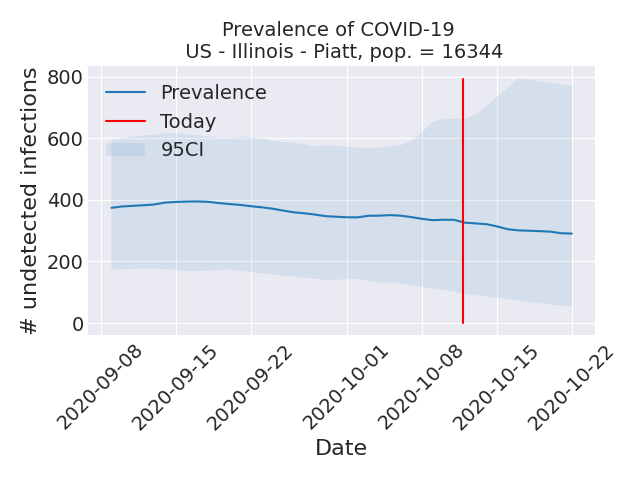 Prevalence of COVID-19
US - Illinois - Piatt, pop. = 16344
# undetected infections
800
600
400
200
0
Prevalence
Today
95CI
2020-09-08
2020-09-15
2020-09-22
2020-10-01
2020-10-08
2020-10-15
2020-10-22
Date